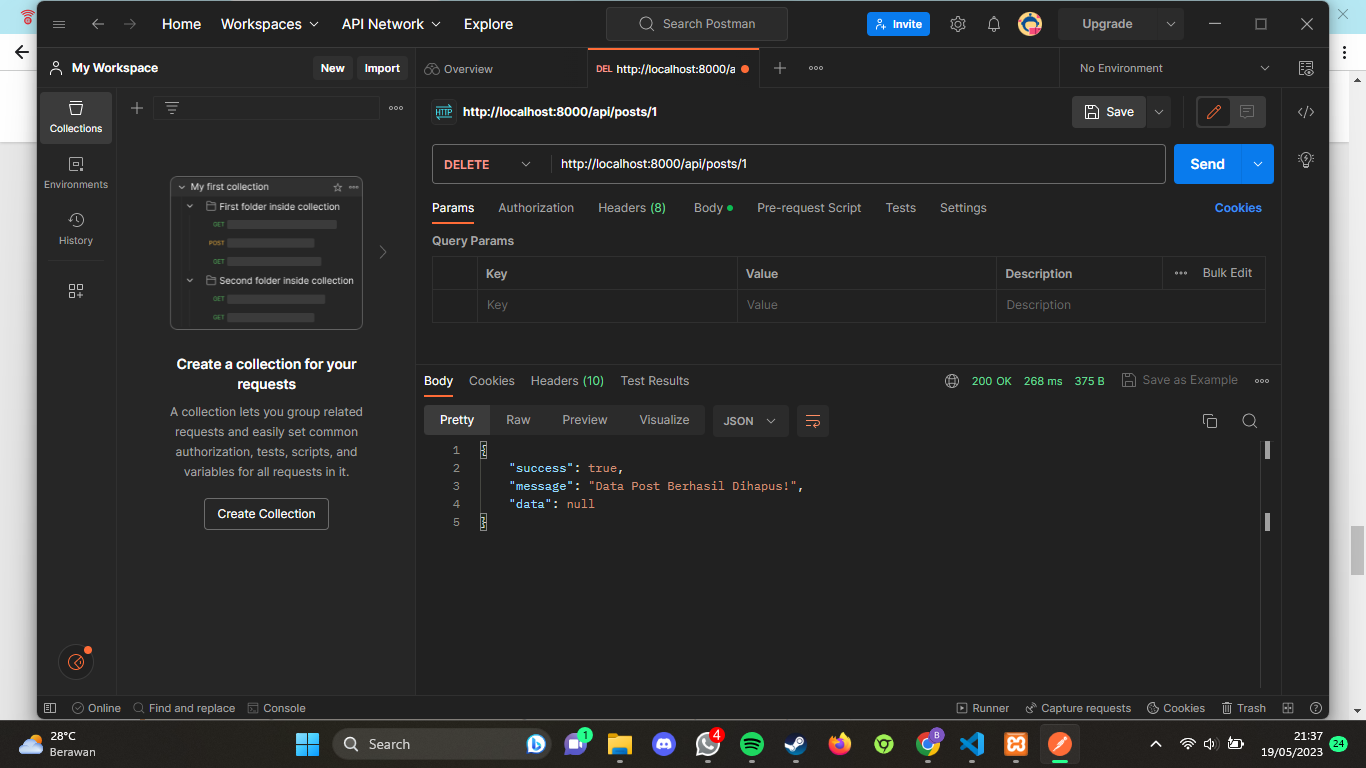 Home Workspaces API Network Explore Search Postman Invite Upgrade
My Workspace New Import Overview DEL http://localhost:8000/a No Environment
Collections
Environments
History
My first collection
First folder inside collection
GET
POST
GET
Second folder inside collection
GET
GET
Create a collection for your
requests
A collection lets you group related
requests and easily set common
authorization, tests, scripts, and
variables for all requests in it.
Create Collection
HTTP http://localhost:8000/api/posts/1 Save
DELETE http://localhost:8000/api/posts/1 Send
Params Authorization Headers (8) Body Pre-request Script Tests Settings Cookies
Query Params
Key Value Description Bulk Edit
Key Value Description
Body Cookies Headers (10) Test Results 200 OK 268 ms 375 B Save as Example
Pretty Raw Preview Visualize JSON
1 {
2 "success": true,
3 "message": "Data Post Berhasil Dihapus!",
4 "data": null
5 }
Online Find and replace Console Runner Capture requests Cookies Trash
28°C
Berawan
Search
1
4
B
21:37
19/05/2023
24